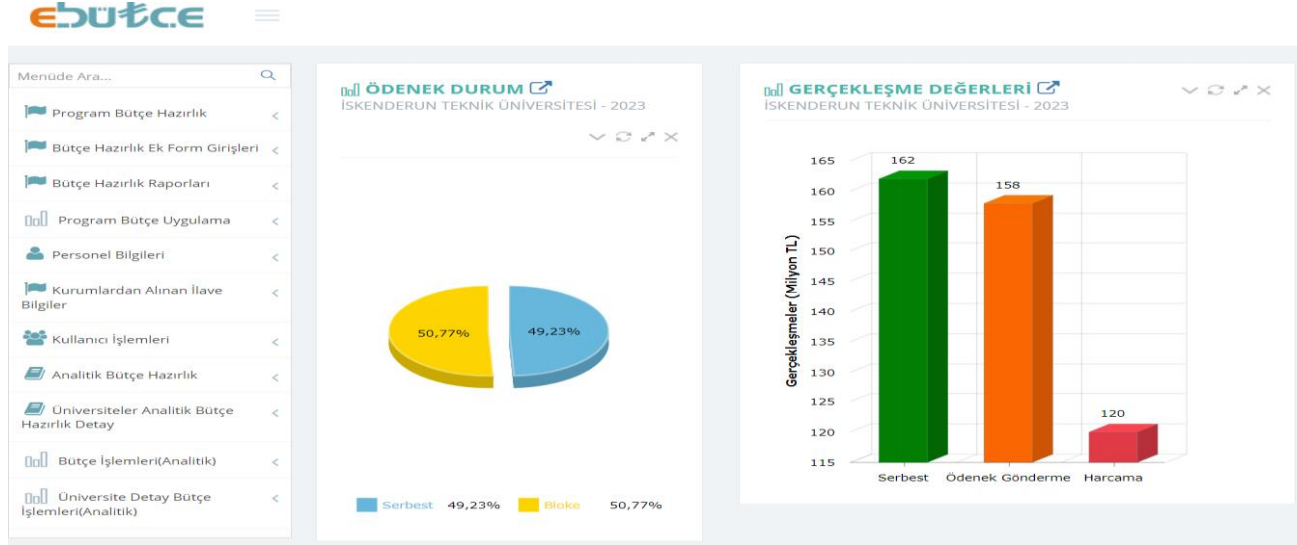 ebütçe
Menüde Ara...
Program Bütçe Hazırlık
Bütçe Hazırlık Ek Form Girişleri
Bütçe Hazırlık Raporları
Program Bütçe Uygulama
Personel Bilgileri
Kurumlardan Alınan İlave
Bilgiler
Kullanıcı İşlemleri
Analitik Bütçe Hazırlık
Üniversiteler Analitik Bütçe
Hazırlık Detay
Bütçe İşlemleri(Analitik)
Üniversite Detay Bütçe
İşlemleri(Analitik)
ÖDENEK DURUM
İSKENDERUN TEKNİK ÜNİVERSİTESİ - 2023
50,77%
49,23%
Serbest 49,23% Bloke 50,77%
GERÇEKLEŞME DEĞERLERİ
İSKENDERUN TEKNİK ÜNİVERSİTESİ - 2023
Gerçekleşmeler (Milyon TL)
165
160
155
150
145
140
135
130
125
120
115
162
158
120
Serbest Ödenek Gönderme Harcama